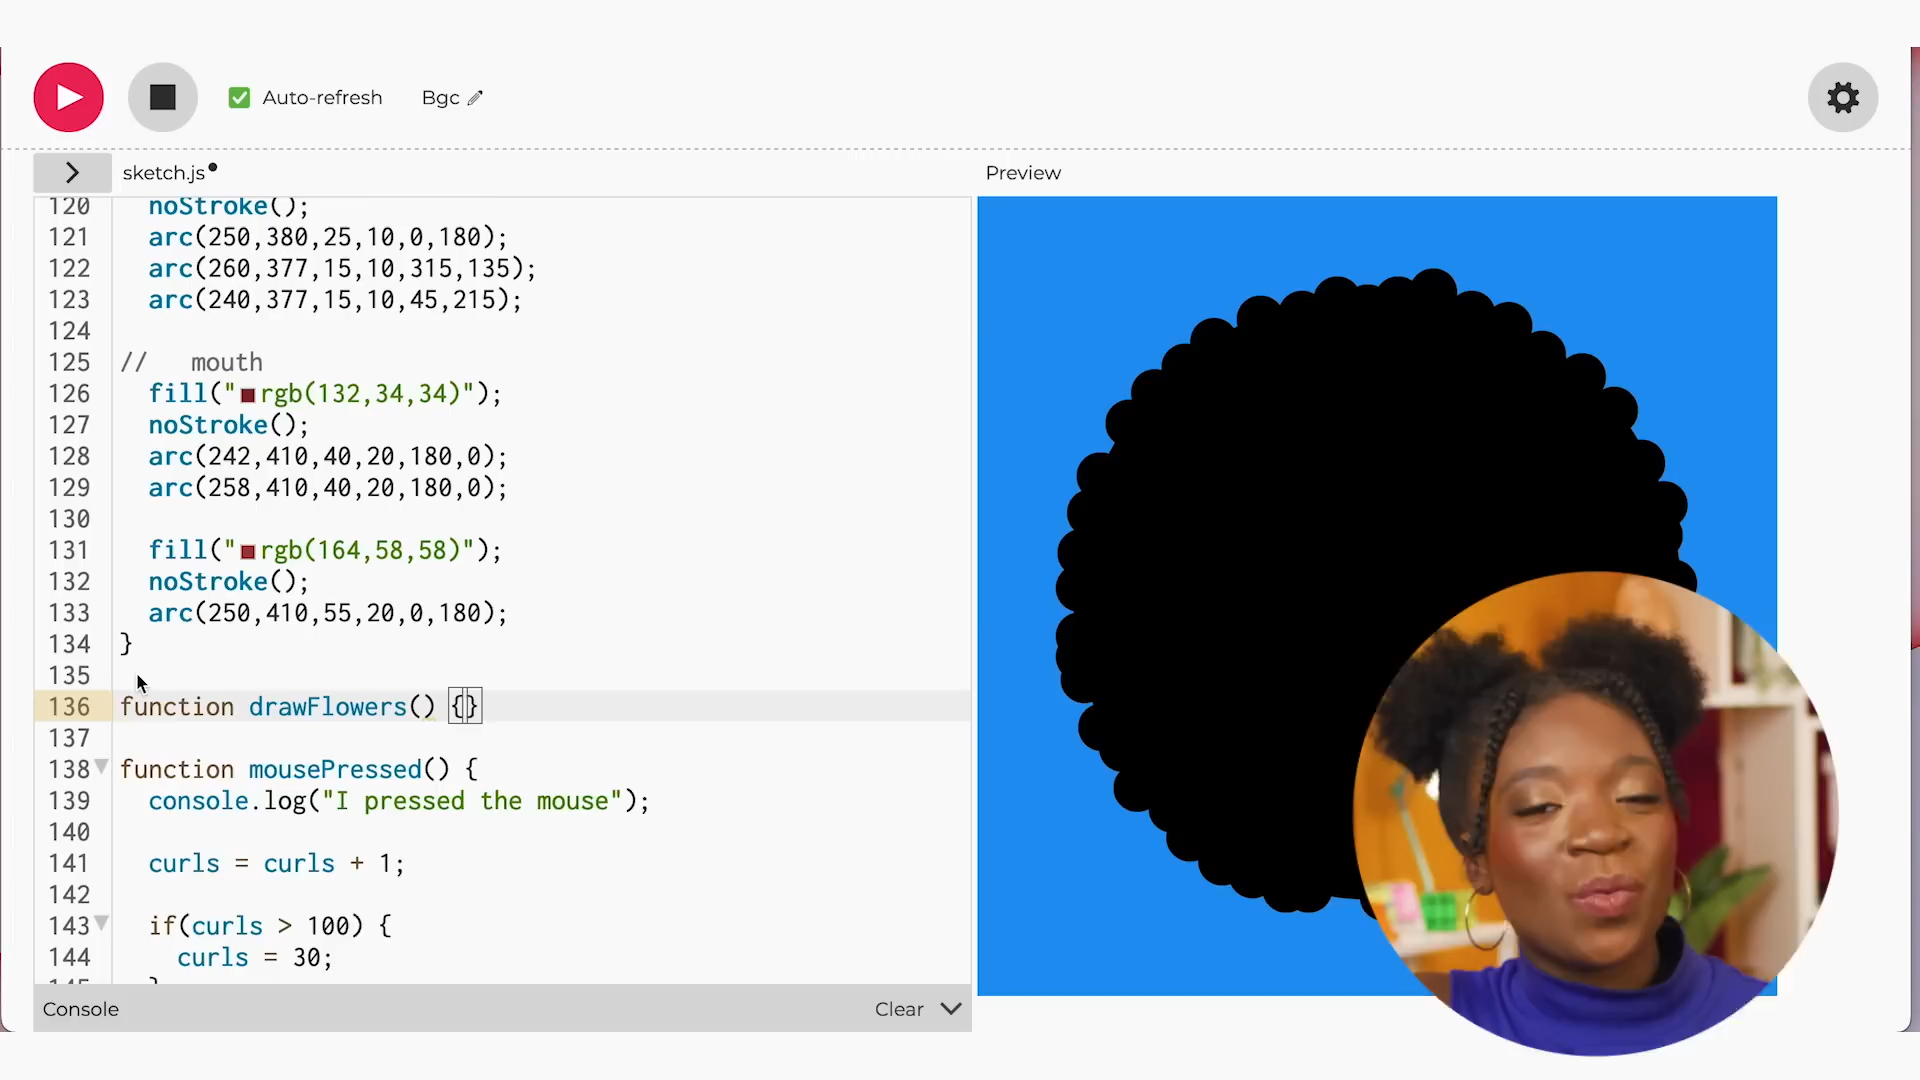 Auto-refresh
Bgc
sketch.js
Preview
120 noStroke();
121 arc(250,380,25,10,0,180);
122 arc(260,377,15,10,315,135);
123 arc(240,377,15,10,45,215);
124
125 //   mouth
126 fill("rgb(132,34,34)");
127 noStroke();
128 arc(242,410,40,20,180,0);
129 arc(258,410,40,20,180,0);
130
131 fill("rgb(164,58,58)");
132 noStroke();
133 arc(250,410,55,20,0,180);
134 }
135
136 function drawFlowers() {}
137
138 function mousePressed() {
139 console.log("I pressed the mouse");
140
141 curls = curls + 1;
142
143 if(curls > 100) {
144 curls = 30;
145 }
Console
Clear